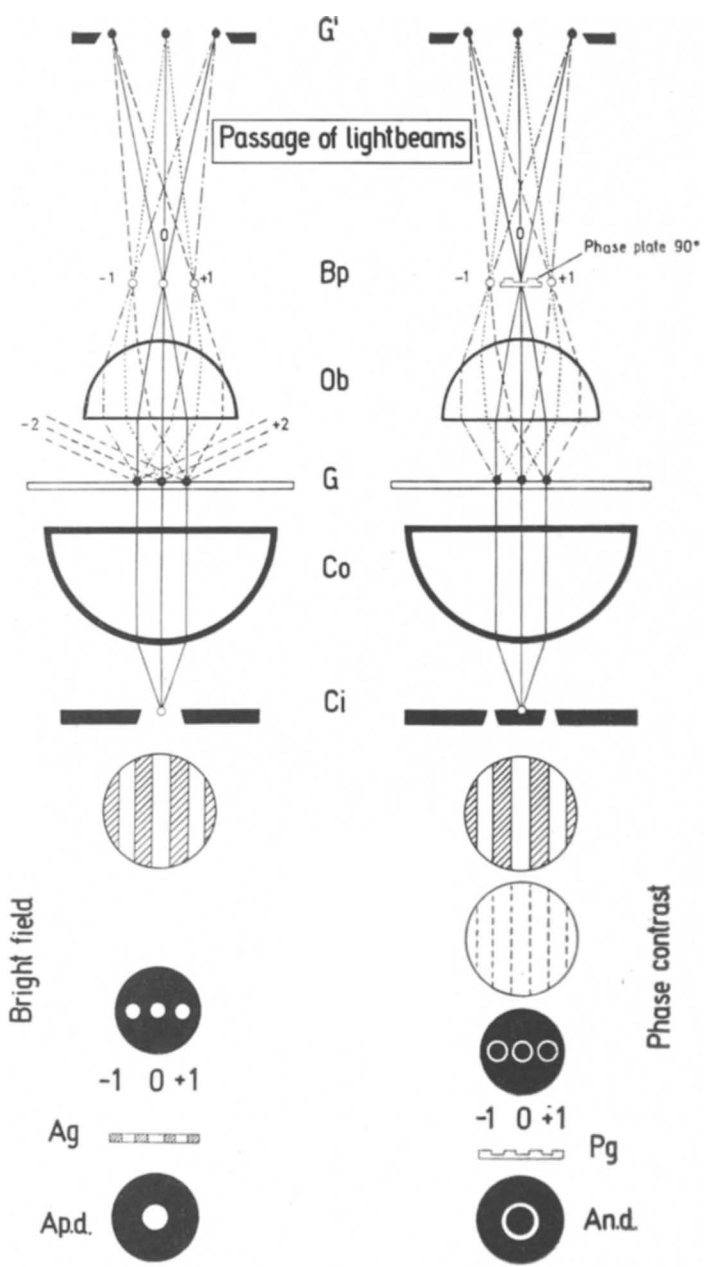 G'
Passage of lightbeams
0
0
Phase plate 90°
-1
+1
Bp
-1
+1
Ob
-2
+2
G
Co
Ci
Bright field
Phase contrast
-1 0 +1
-1 0 +1
Ag
Pg
Ap.d.
An.d.